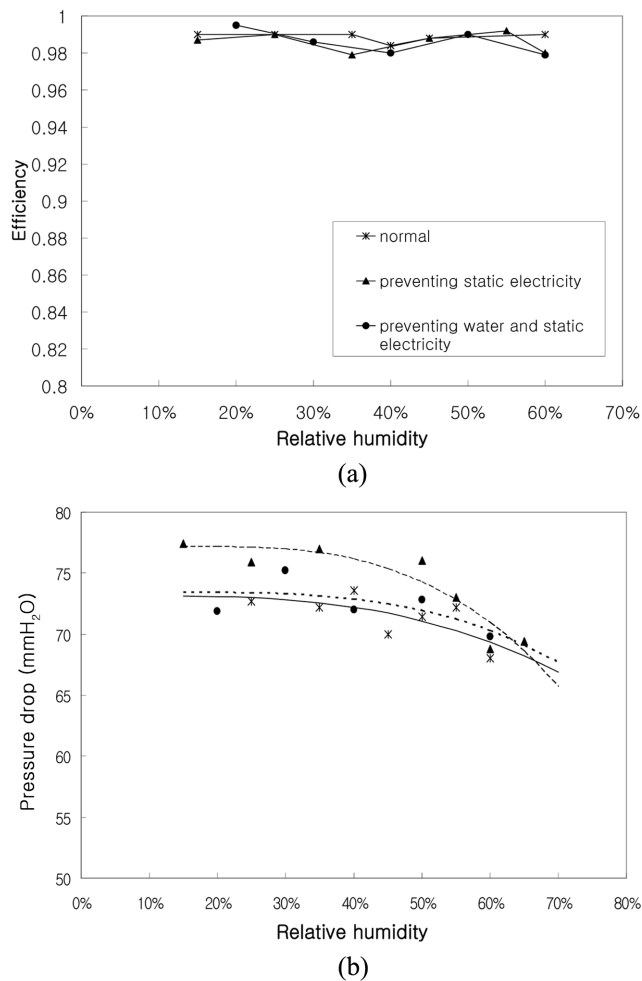 1
0.98
0.96
0.94
0.92
0.9
0.88
0.86
0.84
0.82
0.8
Efficiency
normal
preventing static electricity
preventing water and static
electricity
0% 10% 20% 30% 40% 50% 60% 70%
Relative humidity
(a)
80
75
70
65
60
55
50
Pressure drop (mmH₂O)
0% 10% 20% 30% 40% 50% 60% 70% 80%
Relative humidity
(b)